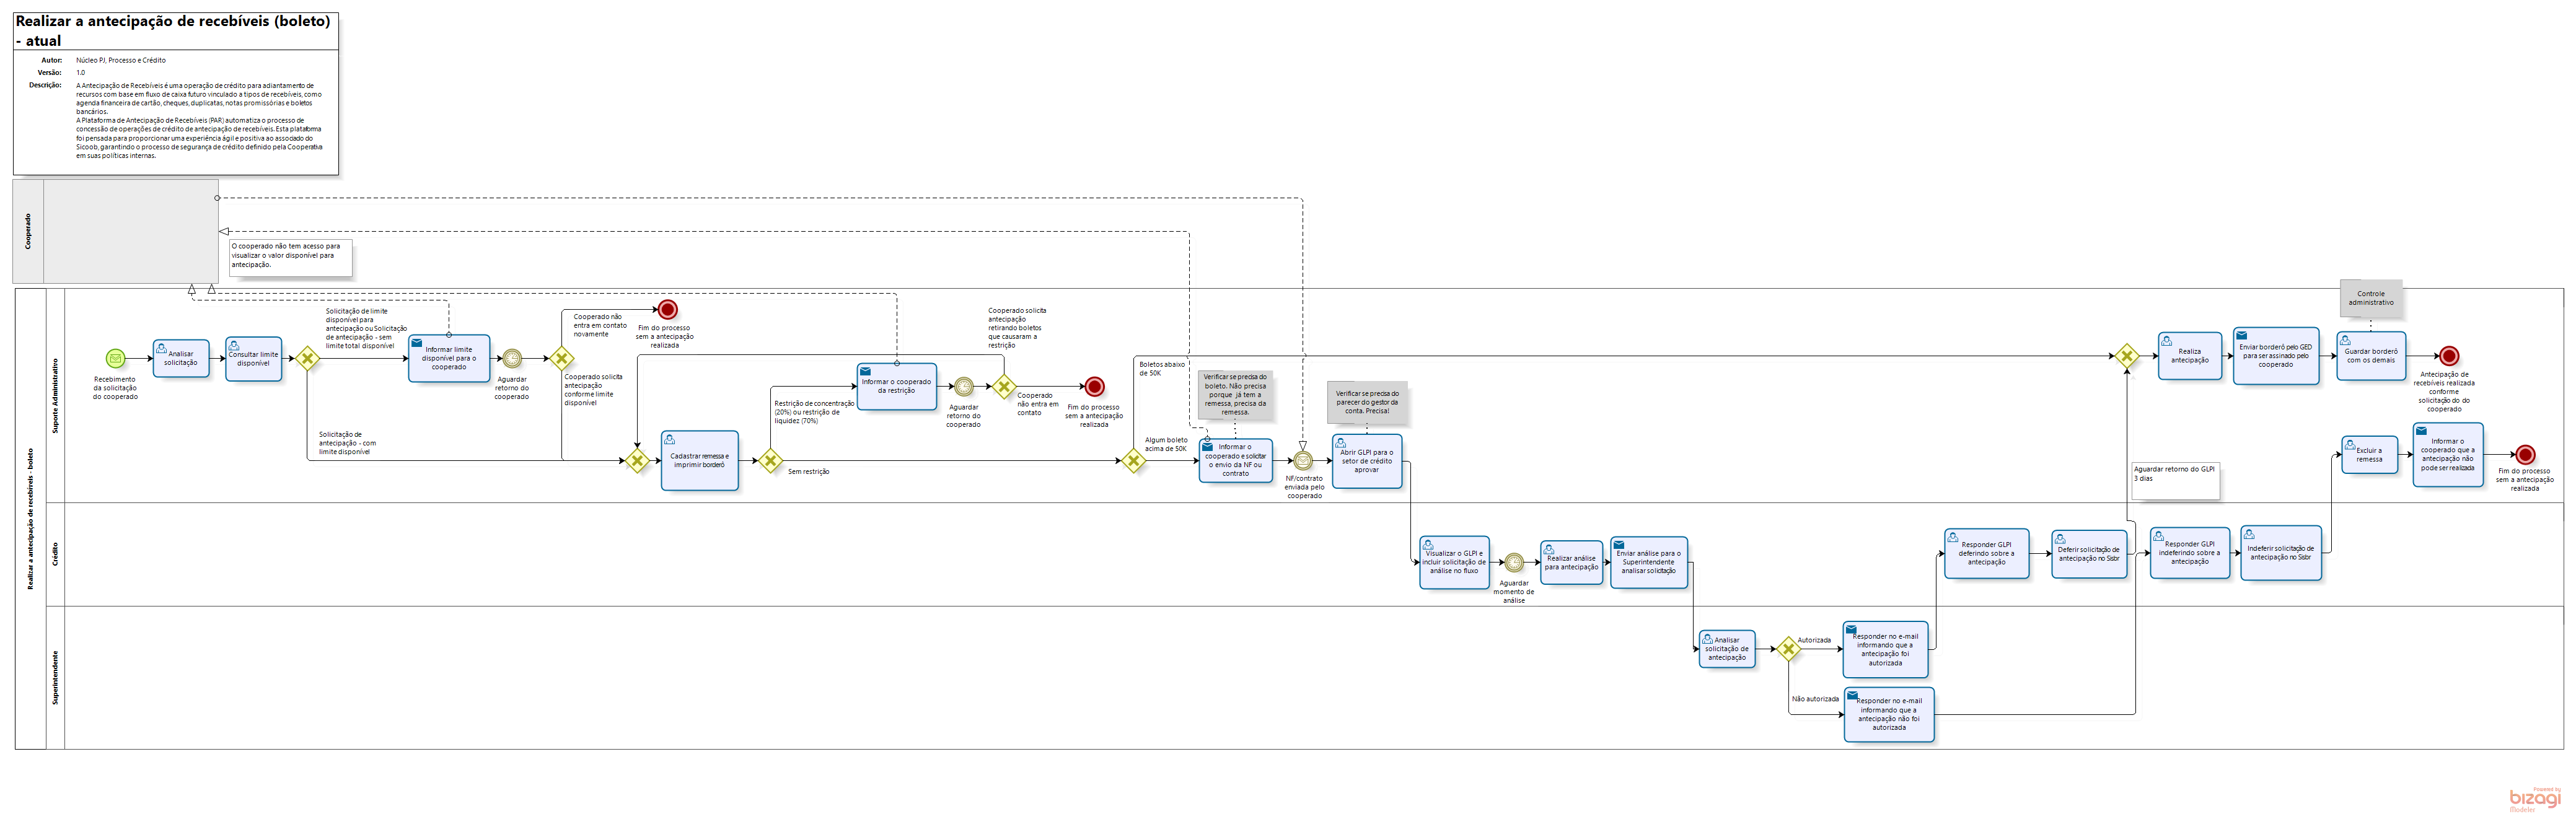 Realizar a antecipação de recebíveis (boleto)
- atual
Autor: Núcleo PJ, Processo e Crédito
Versão: 1.0
Descrição: A Antecipação de Recebíveis é uma operação de crédito para adiantamento de
recursos com base em fluxo de caixa futuro vinculado a tipos de recebíveis, como
agenda financeira de cartão, cheques, duplicatas, notas promissórias e boletos
bancários.
A Plataforma de Antecipação de Recebíveis (PAR) automatiza o processo de
concessão de operações de crédito de antecipação de recebíveis. Esta plataforma
foi pensada para proporcionar uma experiência ágil e positiva ao associado do
Sicoob, garantindo o processo de segurança de crédito definido pela Cooperativa
em suas políticas internas.
Cooperado
O cooperado não tem acesso para
visualizar o valor disponível para
antecipação.
Realizar a antecipação de recebíveis - boleto
Suporte Administrativo
Recebimento
da solicitação
do cooperado
Analisar
solicitação
Consultar limite
disponível
Solicitação de limite
disponível para
antecipação ou Solicitação
de antecipação - sem
limite total disponível
Solicitação de
antecipação - com
limite disponível
Informar limite
disponível para o
cooperado
Aguardar
retorno do
cooperado
Cooperado não
entra em contato
novamente
Fim do processo
sem a antecipação
realizada
Cooperado solicita
antecipação
conforme limite
disponível
Cadastrar remessa e
imprimir borderô
Restrição de concentração
(20%) ou restrição de
liquidez (70%)
Sem restrição
Informar o cooperado
da restrição
Aguardar
retorno do
cooperado
Cooperado solicita
antecipação
retirando boletos
que causaram a
restrição
Cooperado
não entra em
contato
Fim do processo
sem a antecipação
realizada
Boletos abaixo
de 50K
Algum boleto
acima de 50K
Verificar se precisa do
boleto. Não precisa
porque já tem a
remessa, precisa da
remessa.
Informar o
cooperado e solicitar
o envio da NF ou
contrato
NF/contrato
enviada pelo
cooperado
Verificar se precisa do
parecer do gestor da
conta. Precisa!
Abrir GLPI para o
setor de crédito
aprovar
Aguardar retorno do GLPI
3 dias
Realiza
antecipação
Enviar borderô pelo GED
para ser assinado pelo
cooperado
Controle
administrativo
Guardar borderô
com os demais
Antecipação de
recebíveis realizada
conforme
solicitação do do
cooperado
Excluir a
remessa
Informar o
cooperado que a
antecipação não
pode ser realizada
Fim do processo
sem a antecipação
realizada
Crédito
Visualizar o GLPI e
incluir solicitação de
análise no fluxo
Aguardar
momento de
análise
Realizar análise
para antecipação
Enviar análise para o
Superintendente
analisar solicitação
Responder GLPI
deferindo sobre a
antecipação
Deferir solicitação de
antecipação no Sisbr
Responder GLPI
indeferindo sobre a
antecipação
Indeferir solicitação de
antecipação no Sisbr
Superintendente
Analisar
solicitação de
antecipação
Autorizada
Não autorizada
Responder no e-mail
informando que a
antecipação foi
autorizada
Responder no e-mail
informando que a
antecipação não foi
autorizada
Powered by
bizagi
Modeler